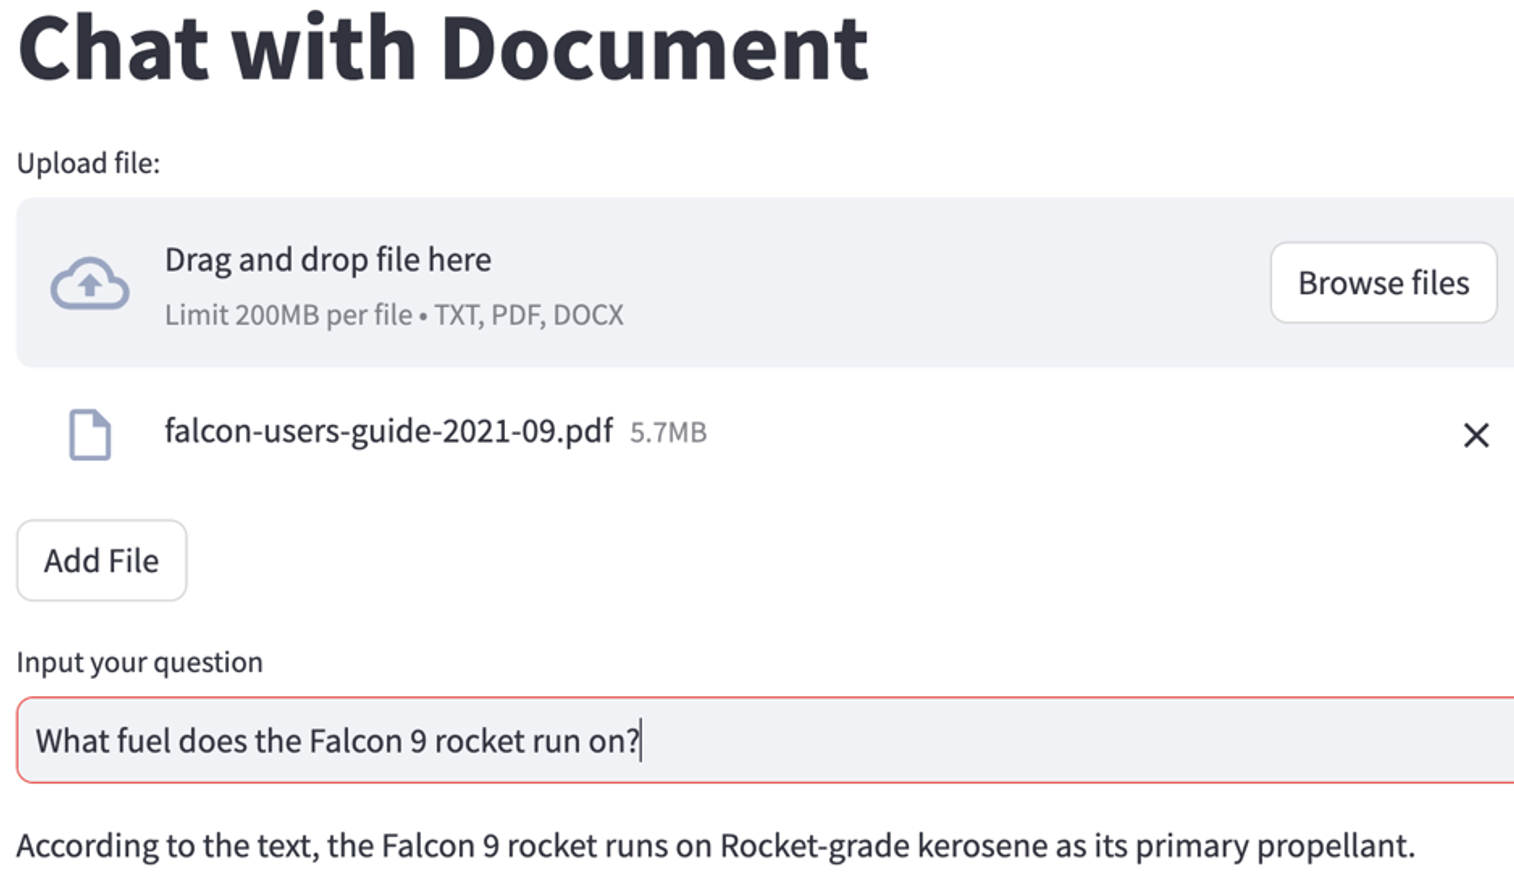 Chat with Document
Upload file:
Drag and drop file here
Limit 200MB per file • TXT, PDF, DOCX
Browse files
falcon-users-guide-2021-09.pdf 5.7MB
Add File
Input your question
What fuel does the Falcon 9 rocket run on?
According to the text, the Falcon 9 rocket runs on Rocket-grade kerosene as its primary propellant.